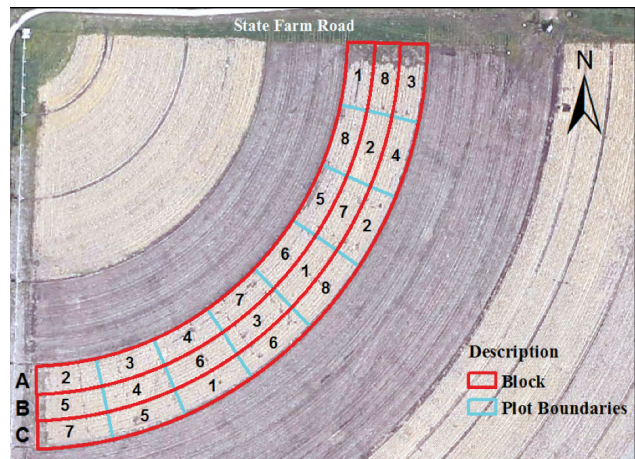 State Farm Road
1 8 3
N
8 2 4
5 7 2
6 1 8
7 3 6
4 6 1
3 4 5
A 2
B 5
C 7
Description
Block
Plot Boundaries